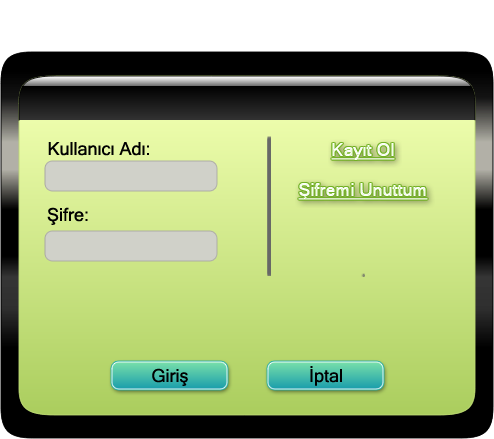 Kullanıcı Adı:
Şifre:
Kayıt Ol
Şifremi Unuttum
Giriş
İptal